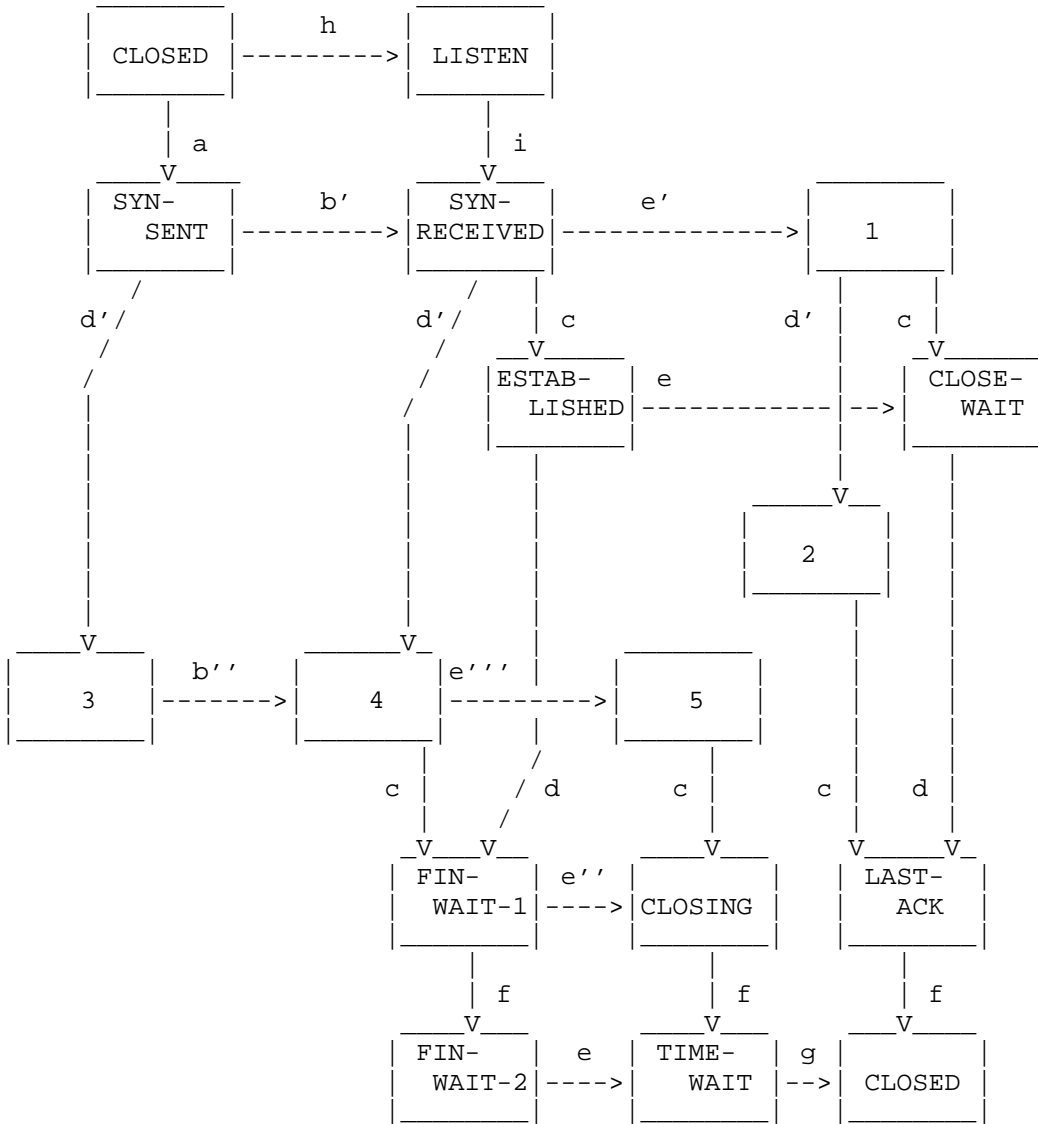 h
CLOSED --------->| LISTEN
a i
SYN- b' SYN- e'
SENT --------->|RECEIVED|------------->| 1
d' d' c d' c
ESTAB- e CLOSE-
LISHED|------------|-->| WAIT
2
b'' e'''
3 |------->| 4 |--------->| 5
c d c c d
FIN- e'' LAST-
WAIT-1|---->|CLOSING ACK
f f f
FIN- e TIME- g
WAIT-2|----> WAIT |-->| CLOSED